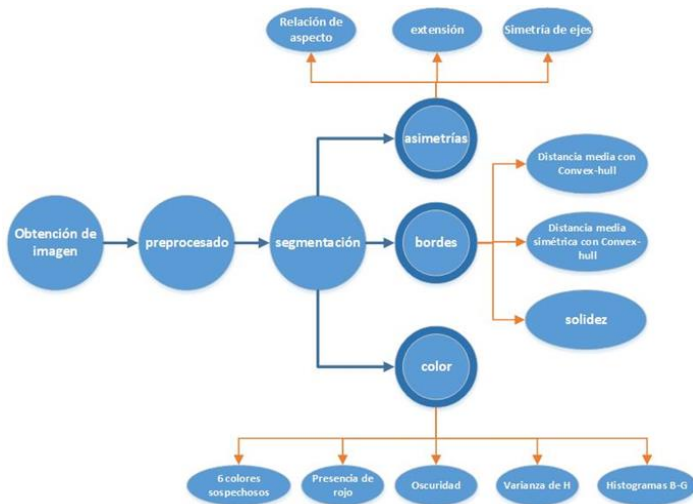 Relación de
aspecto
extensión
Simetría de ejes
asimetrías
Distancia media con
Convex-hull
Obtención de
imagen
preprocesado
segmentación
bordes
Distancia media
simétrica con Convex-
hull
solidez
color
6 colores
sospechosos
Presencia de
rojo
Oscuridad
Varianza de H
Histogramas B-G